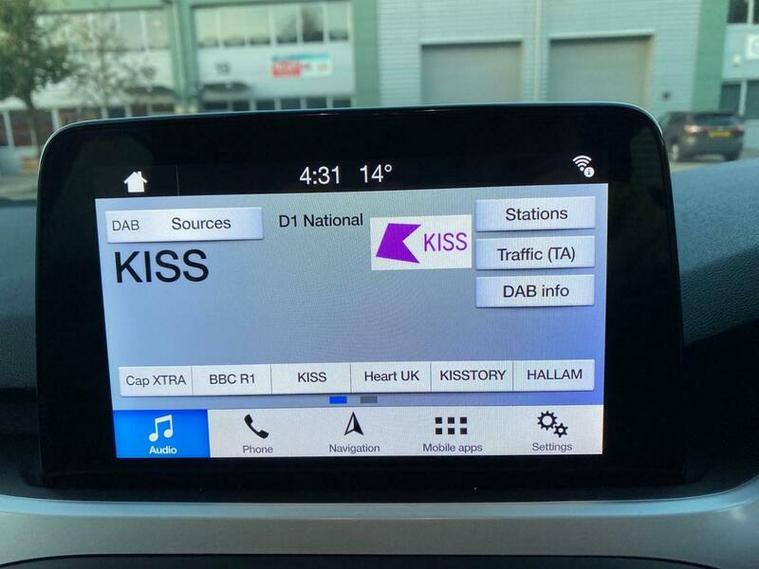 4:31 14°
DAB Sources
D1 National
KISS
Stations
KISS
Traffic (TA)
DAB info
Cap XTRA
BBC R1
KISS
Heart UK
KISSTORY
HALLAM
Audio
Phone
Navigation
Mobile apps
Settings